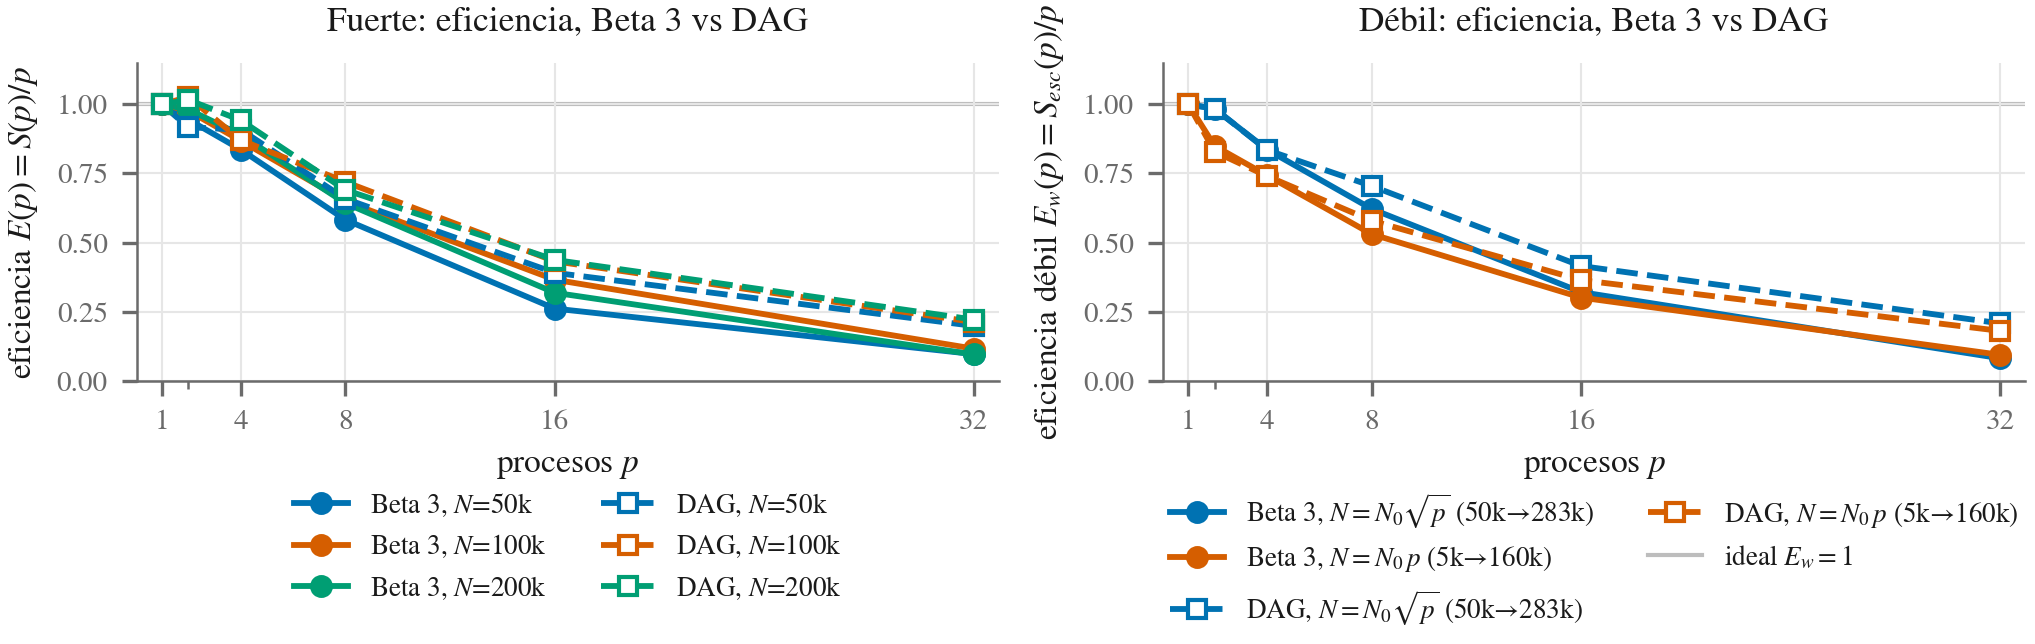 Fuerte: eficiencia, Beta 3 vs DAG
eficiencia E(p) = S(p)/p
1.00
0.75
0.50
0.25
0.00
1
4
8
16
32
procesos p
Beta 3, N=50k
Beta 3, N=100k
Beta 3, N=200k
DAG, N=50k
DAG, N=100k
DAG, N=200k
Débil: eficiencia, Beta 3 vs DAG
eficiencia débil E_w(p) = S_esc(p)/p
1.00
0.75
0.50
0.25
0.00
1
4
8
16
32
procesos p
Beta 3, N = N₀√p (50k→283k)
Beta 3, N = N₀ p (5k→160k)
DAG, N = N₀√p (50k→283k)
DAG, N = N₀ p (5k→160k)
ideal E_w = 1